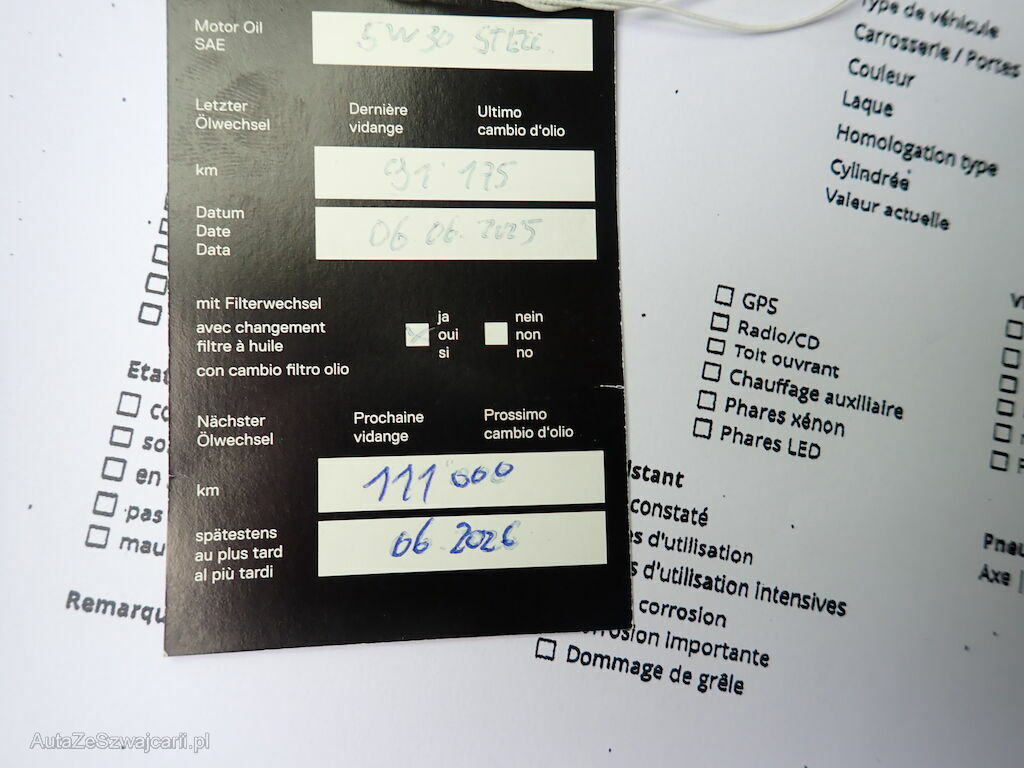 Motor Oil
SAE
5W30
Letzter
Ölwechsel
Dernière
vidange
Ultimo
cambio d'olio
km
91'175
Datum
Date
Data
06 06. 2025
mit Filterwechsel
avec changement
filtre à huile
con cambio filtro olio
ja
oui
si
nein
non
no
Nächster
Ölwechsel
Prochaine
vidange
Prossimo
cambio d'olio
km
111'000
spätestens
au plus tard
al più tardi
06 2026
Type de véhicule
Carrosserie / Portes
Couleur
Laque
Homologation type
Cylindrée
Valeur actuelle
GPS
Radio/CD
Toit ouvrant
Chauffage auxiliaire
Phares xénon
Phares LED
Etat
co
so
en
pas
mau
Remarqu
stant
constaté
s d'utilisation
s d'utilisation intensives
corrosion
rrosion importante
Dommage de grêle
Pneu
Axe
AutaZeSzwajcarii.pl